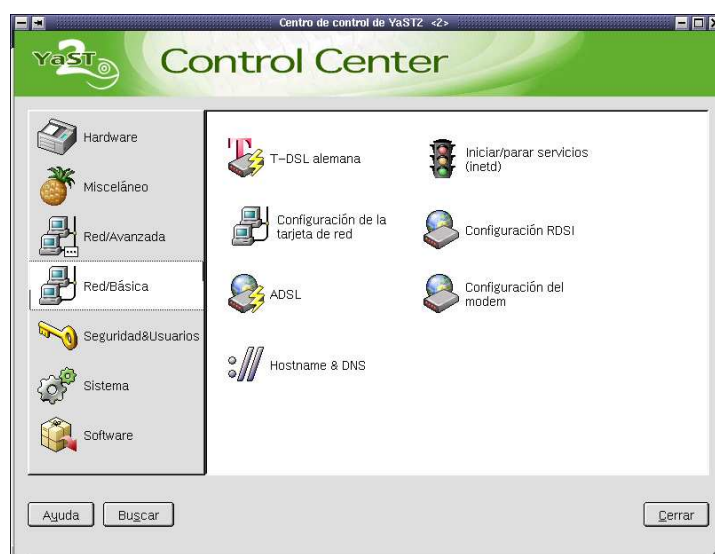 Centro de control de YaST2 <2>
YaST2
Control Center
Hardware
Misceláneo
Red/Avanzada
Red/Básica
Seguridad&Usuarios
Sistema
Software
T-DSL alemana
Iniciar/parar servicios
(inetd)
Configuración de la
tarjeta de red
Configuración RDSI
ADSL
Configuración del
modem
Hostname & DNS
Ayuda
Buscar
Cerrar